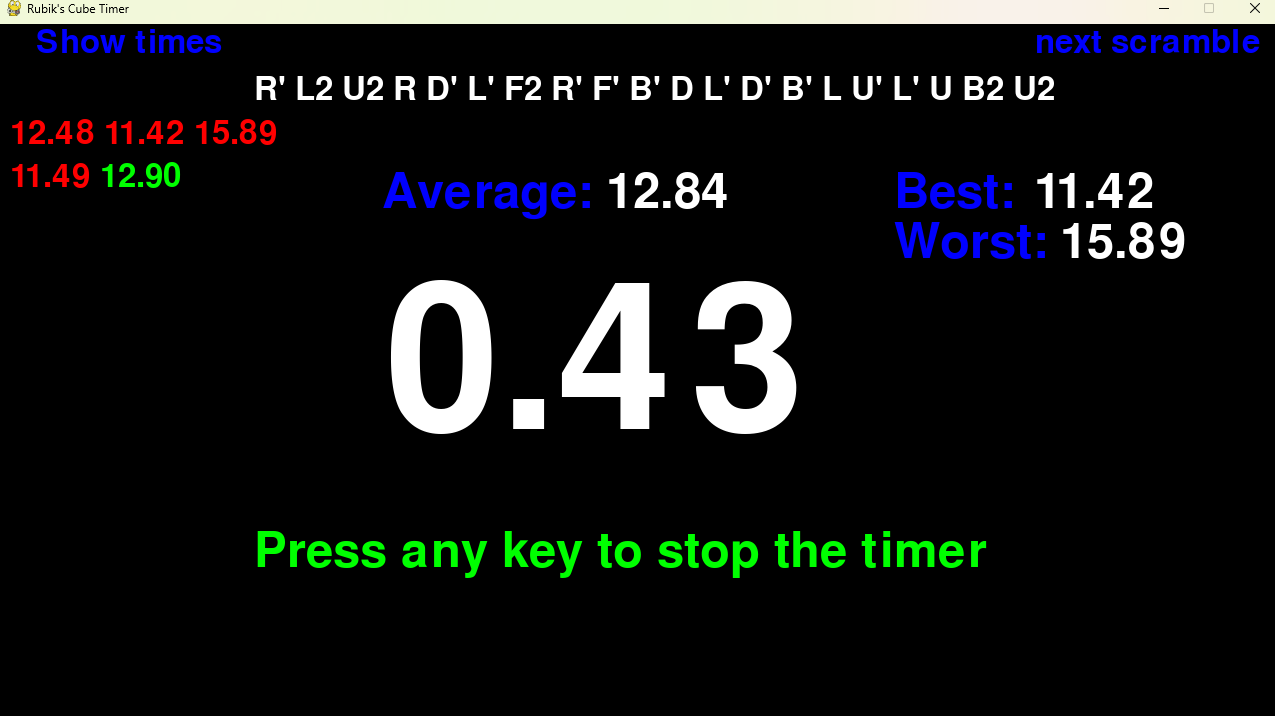 Rubik's Cube Timer
Show times
next scramble
R' L2 U2 R D' L' F2 R' F' B' D L' D' B' L U' L' U B2 U2
12.48 11.42 15.89
11.49 12.90
Average: 12.84
Best: 11.42
Worst: 15.89
0.43
Press any key to stop the timer